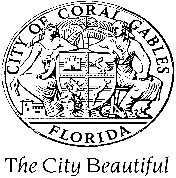 CITY OF CORAL GABLES
FLORIDA
The City Beautiful